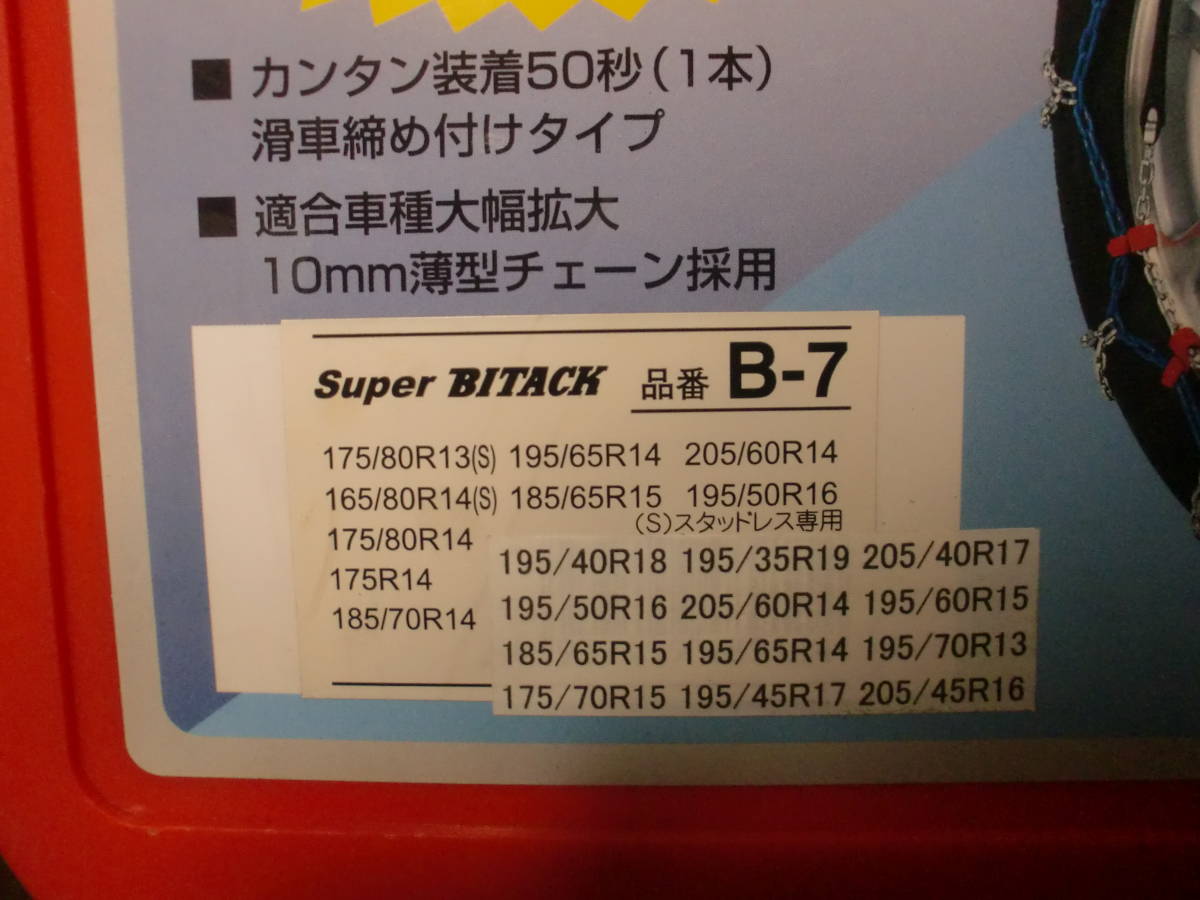 ■ カンタン装着50秒(1本)
滑車締め付けタイプ
■ 適合車種大幅拡大
10mm薄型チェーン採用
Super BITACK 品番 B-7
175/80R13(S) 195/65R14 205/60R14
165/80R14(S) 185/65R15 195/50R16
(S)スタッドレス専用
175/80R14
175R14
185/70R14
195/40R18 195/35R19 205/40R17
195/50R16 205/60R14 195/60R15
185/65R15 195/65R14 195/70R13
175/70R15 195/45R17 205/45R16